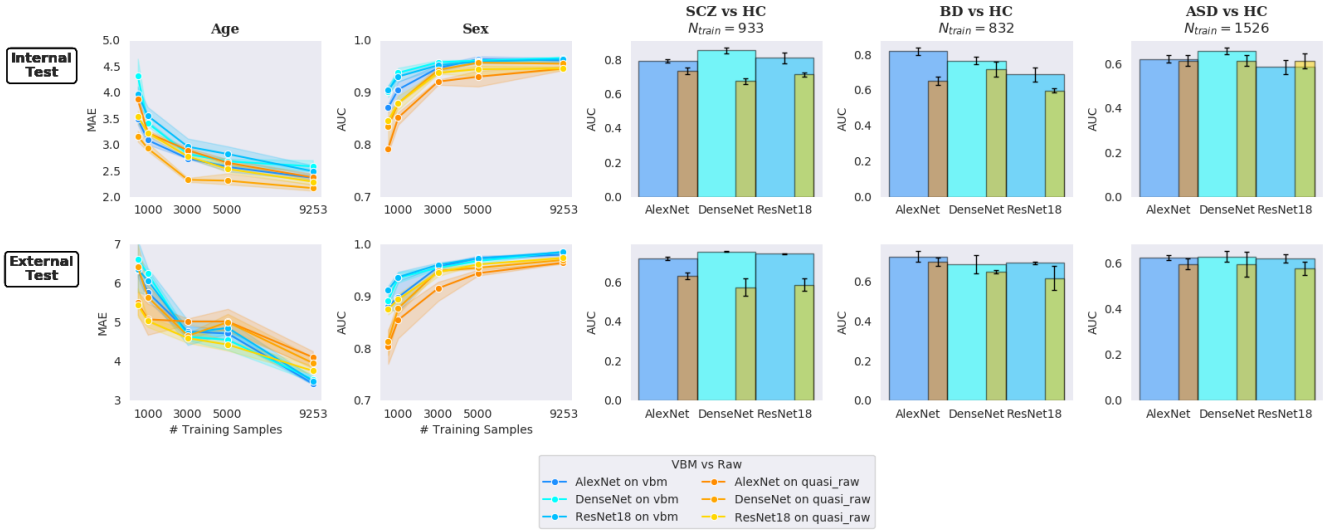 SCZ vs HC
BD vs HC
ASD vs HC
Age
Sex
N_train = 933
N_train = 832
N_train = 1526
Internal
Test
MAE
5.0
4.5
4.0
3.5
3.0
2.5
2.0
1000 3000 5000 9253
AUC
1.0
0.9
0.8
0.7
1000 3000 5000 9253
AUC
0.8
0.6
0.4
0.2
0.0
AlexNet DenseNet ResNet18
AUC
0.8
0.6
0.4
0.2
0.0
AlexNet DenseNet ResNet18
AUC
0.6
0.4
0.2
0.0
AlexNet DenseNet ResNet18
External
Test
MAE
7
6
5
4
3
1000 3000 5000 9253
# Training Samples
AUC
1.0
0.9
0.8
0.7
1000 3000 5000 9253
# Training Samples
AUC
0.6
0.4
0.2
0.0
AlexNet DenseNet ResNet18
AUC
0.6
0.4
0.2
0.0
AlexNet DenseNet ResNet18
AUC
0.6
0.4
0.2
0.0
AlexNet DenseNet ResNet18
VBM vs Raw
AlexNet on vbm
AlexNet on quasi_raw
DenseNet on vbm
DenseNet on quasi_raw
ResNet18 on vbm
ResNet18 on quasi_raw